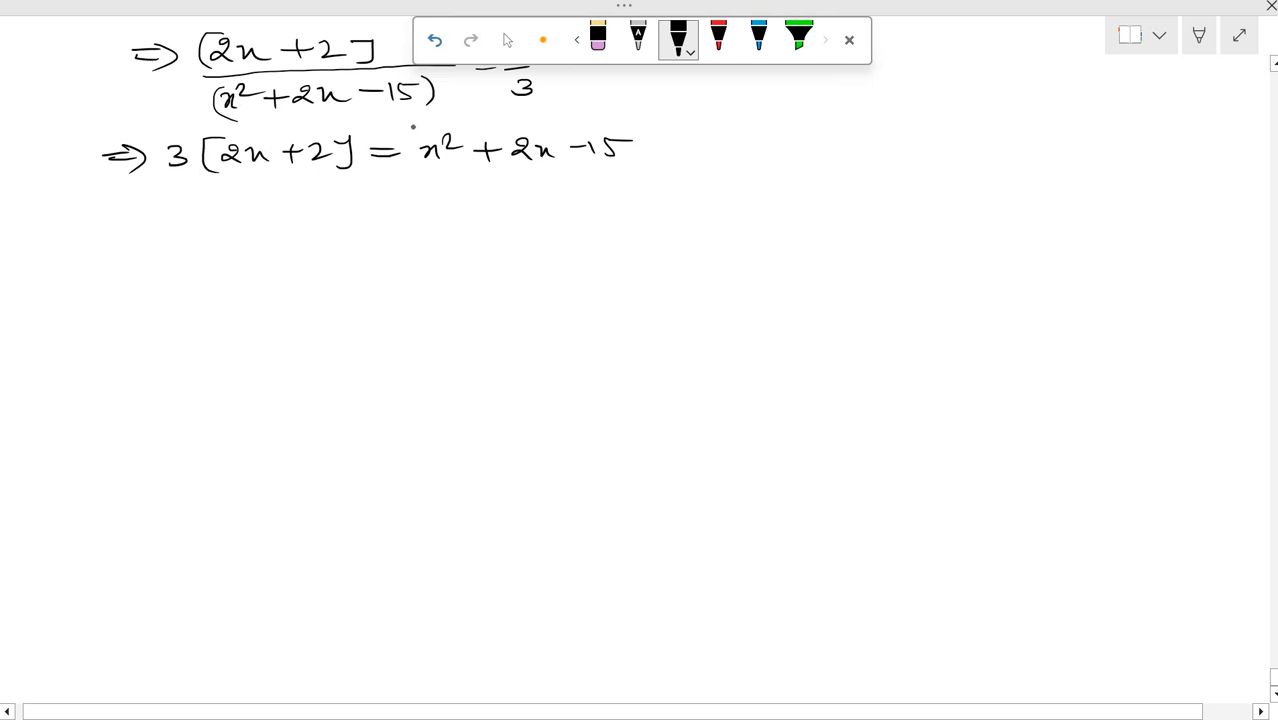 ⇒ [2x + 2]
(x² + 2x - 15) = 3
⇒ 3 [2x + 2] = x² + 2x - 15